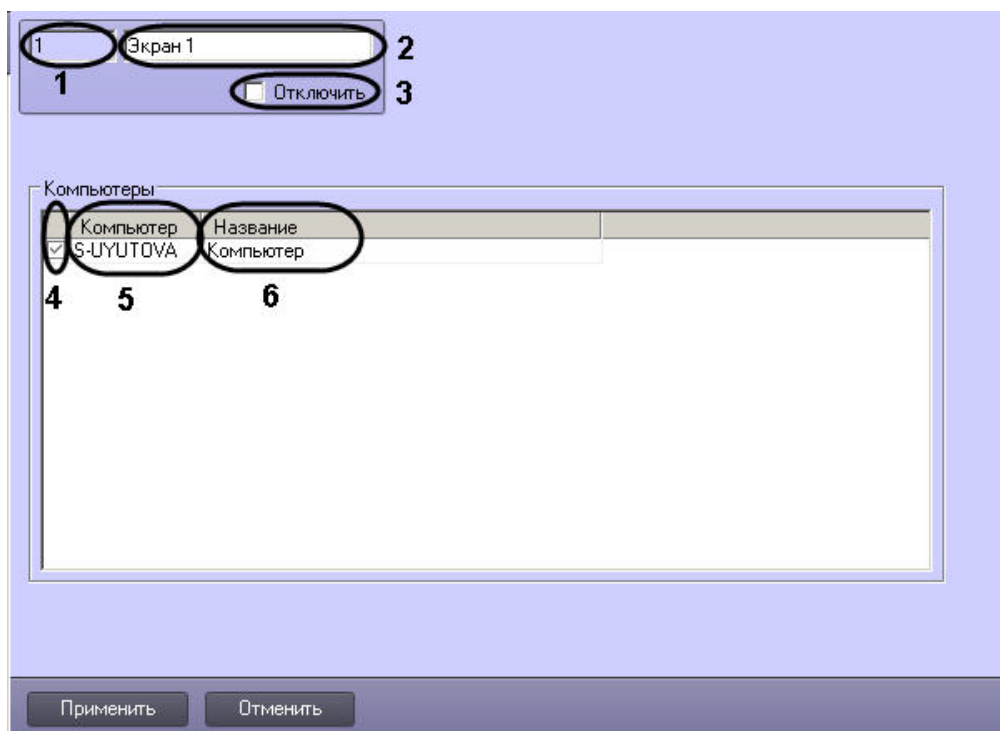 1 Экран 1 2
1 Отключить 3
Компьютеры
Компьютер Название
S-UYUTOVA Компьютер
4 5 6
Применить Отменить